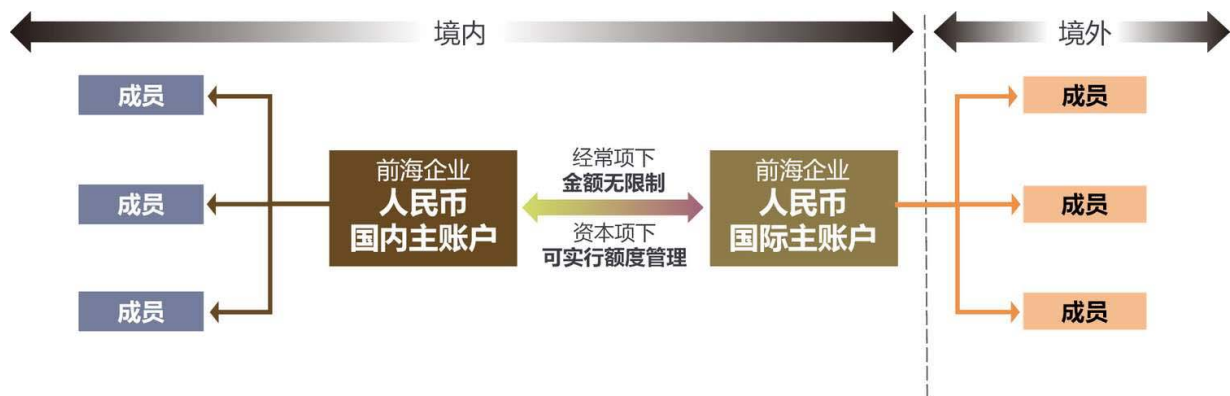 境内
境外
成员
成员
成员
前海企业
人民币
国内主账户
经常项下
金额无限制
资本项下
可实行额度管理
前海企业
人民币
国际主账户
成员
成员
成员